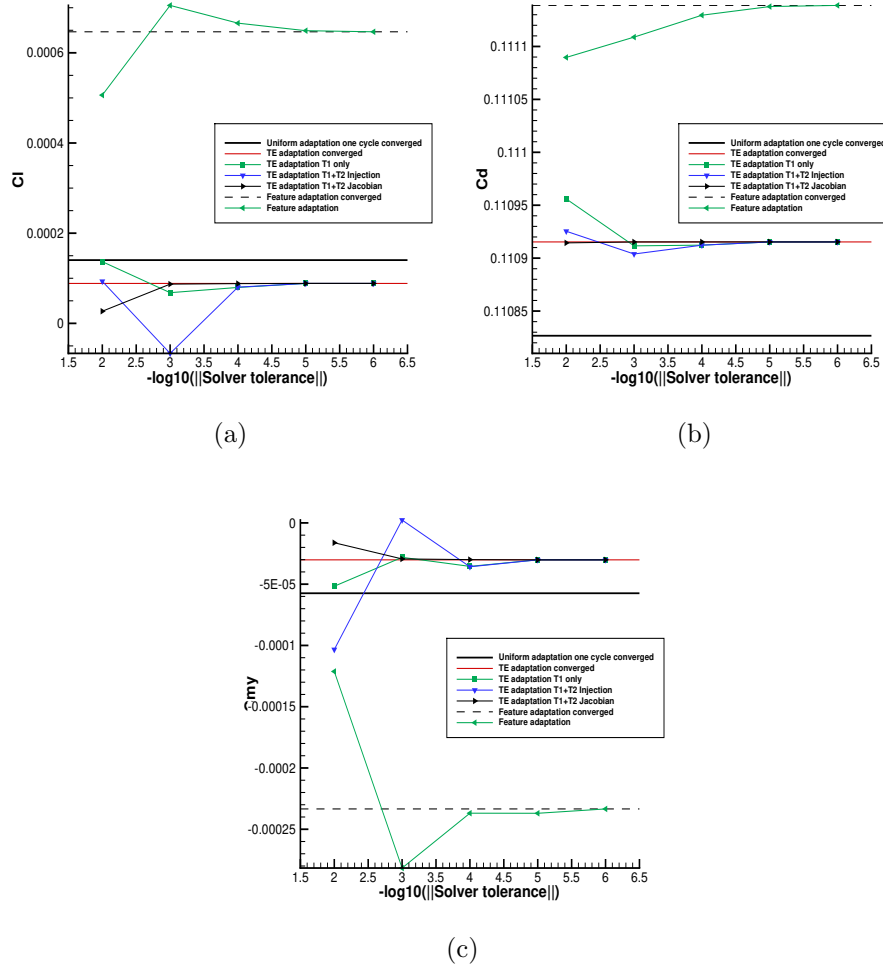 0.0006
0.0004
0.0002
0
Cl
Uniform adaptation one cycle converged
TE adaptation converged
TE adaptation T1 only
TE adaptation T1+T2 Injection
TE adaptation T1+T2 Jacobian
Feature adaptation converged
Feature adaptation
1.5 2 2.5 3 3.5 4 4.5 5 5.5 6 6.5
-log10(||Solver tolerance||)
(a)
0.1111
0.11105
0.111
0.11095
0.1109
0.11085
Cd
Uniform adaptation one cycle converged
TE adaptation converged
TE adaptation T1 only
TE adaptation T1+T2 Injection
TE adaptation T1+T2 Jacobian
Feature adaptation converged
Feature adaptation
1.5 2 2.5 3 3.5 4 4.5 5 5.5 6 6.5
-log10(||Solver tolerance||)
(b)
0
-5E-05
-0.0001
-0.00015
-0.0002
-0.00025
Uniform adaptation one cycle converged
TE adaptation converged
TE adaptation T1 only
TE adaptation T1+T2 Injection
TE adaptation T1+T2 Jacobian
Feature adaptation converged
Feature adaptation
1.5 2 2.5 3 3.5 4 4.5 5 5.5 6 6.5
-log10(||Solver tolerance||)
(c)